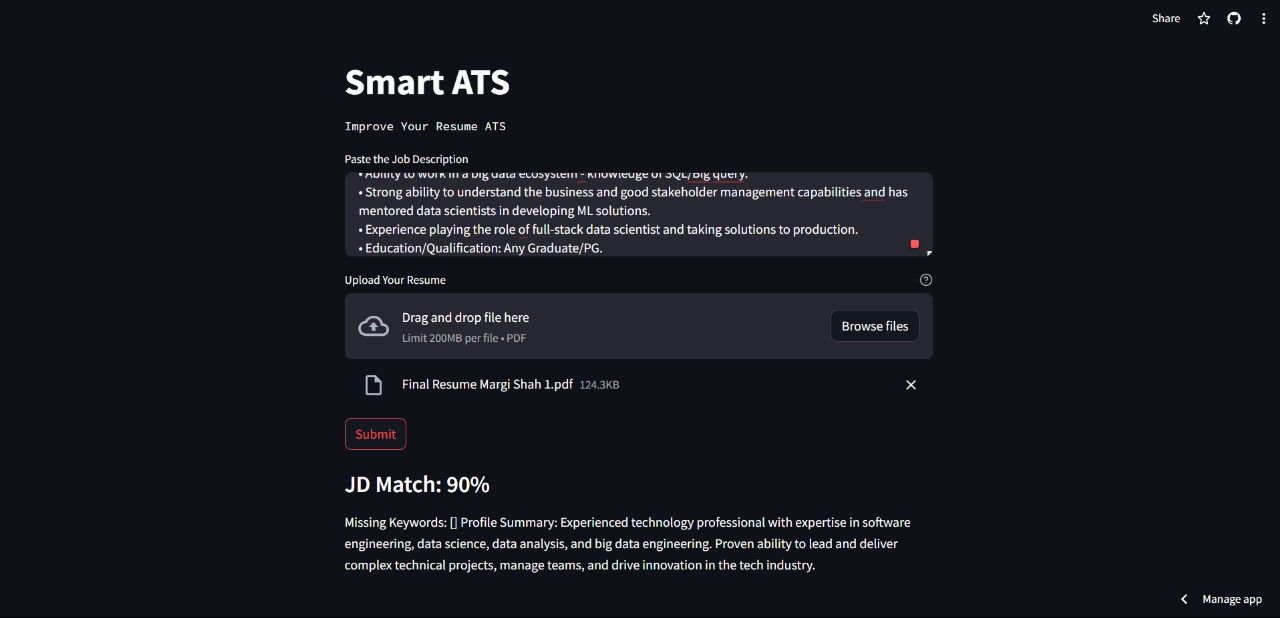 Share
Smart ATS
Improve Your Resume ATS
Paste the Job Description
• Ability to work in a big data ecosystem - knowledge of SQL/Big query.
• Strong ability to understand the business and good stakeholder management capabilities and has
mentored data scientists in developing ML solutions.
• Experience playing the role of full-stack data scientist and taking solutions to production.
• Education/Qualification: Any Graduate/PG.
Upload Your Resume
Drag and drop file here
Limit 200MB per file • PDF
Browse files
Final Resume Margi Shah 1.pdf 124.3KB
Submit
JD Match: 90%
Missing Keywords: [] Profile Summary: Experienced technology professional with expertise in software
engineering, data science, data analysis, and big data engineering. Proven ability to lead and deliver
complex technical projects, manage teams, and drive innovation in the tech industry.
Manage app